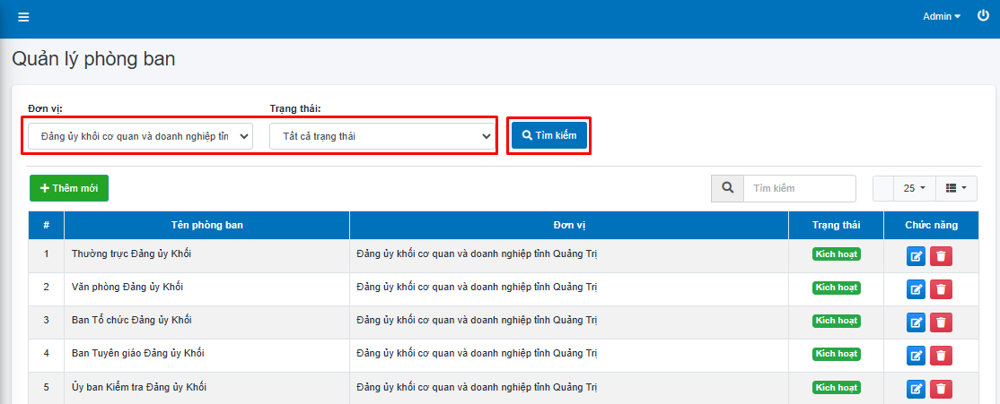 Admin
Quản lý phòng ban
Đơn vị: Trạng thái:
Đảng ủy khối cơ quan và doanh nghiệp tỉn Tất cả trạng thái Tìm kiếm
Thêm mới Tìm kiếm 25
# Tên phòng ban Đơn vị Trạng thái Chức năng
1 Thường trực Đảng ủy Khối Đảng ủy khối cơ quan và doanh nghiệp tỉnh Quảng Trị Kích hoạt
2 Văn phòng Đảng ủy Khối Đảng ủy khối cơ quan và doanh nghiệp tỉnh Quảng Trị Kích hoạt
3 Ban Tổ chức Đảng ủy Khối Đảng ủy khối cơ quan và doanh nghiệp tỉnh Quảng Trị Kích hoạt
4 Ban Tuyên giáo Đảng ủy Khối Đảng ủy khối cơ quan và doanh nghiệp tỉnh Quảng Trị Kích hoạt
5 Ủy ban Kiểm tra Đảng ủy Khối Đảng ủy khối cơ quan và doanh nghiệp tỉnh Quảng Trị Kích hoạt